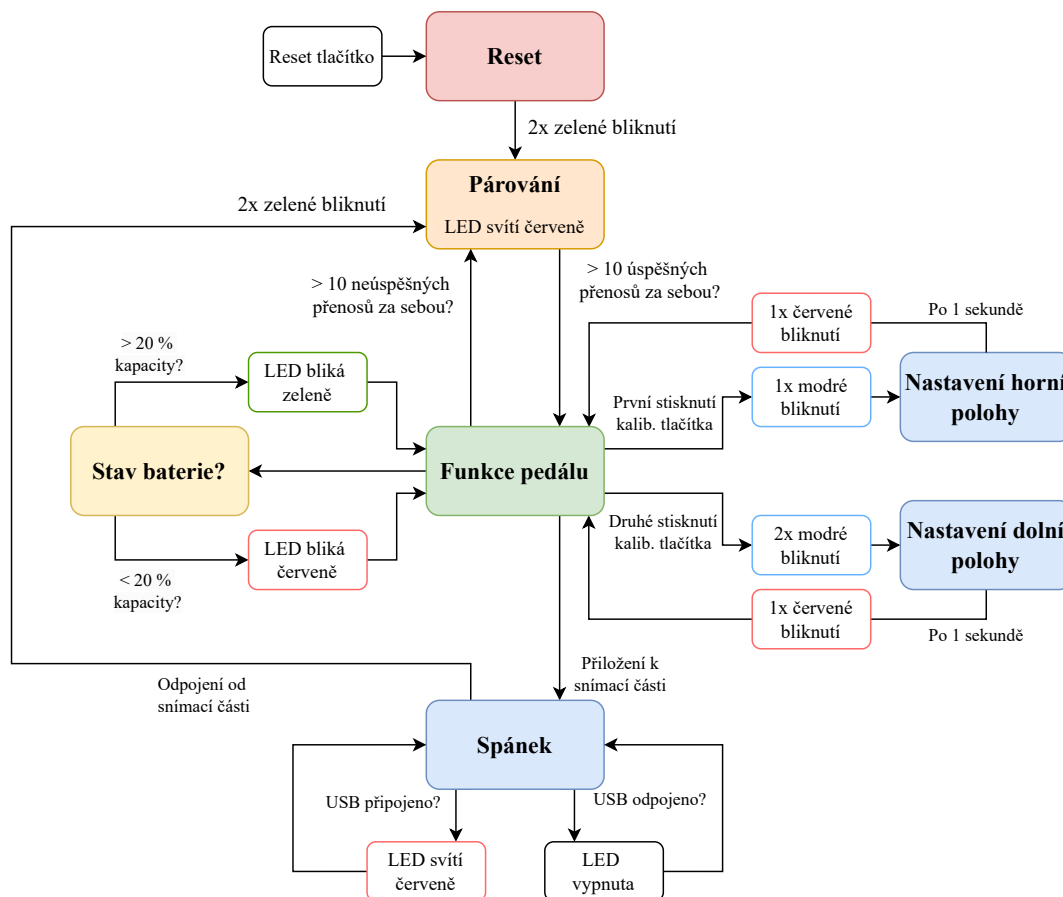 Reset tlačítko
Reset
2x zelené bliknutí
Párování
LED svítí červeně
2x zelené bliknutí
> 10 neúspěšných
přenosů za sebou?
> 10 úspěšných
přenosů za sebou?
1x červené
bliknutí
Po 1 sekundě
> 20 %
kapacity?
LED bliká
zeleně
První stisknutí
kalib. tlačítka
1x modré
bliknutí
Nastavení horní
polohy
Stav baterie?
Funkce pedálu
LED bliká
červeně
< 20 %
kapacity?
Druhé stisknutí
kalib. tlačítka
2x modré
bliknutí
Nastavení dolní
polohy
1x červené
bliknutí
Po 1 sekundě
Odpojení od
snímací části
Přiložení k
snímací části
Spánek
USB připojeno?
USB odpojeno?
LED svítí
červeně
LED
vypnuta